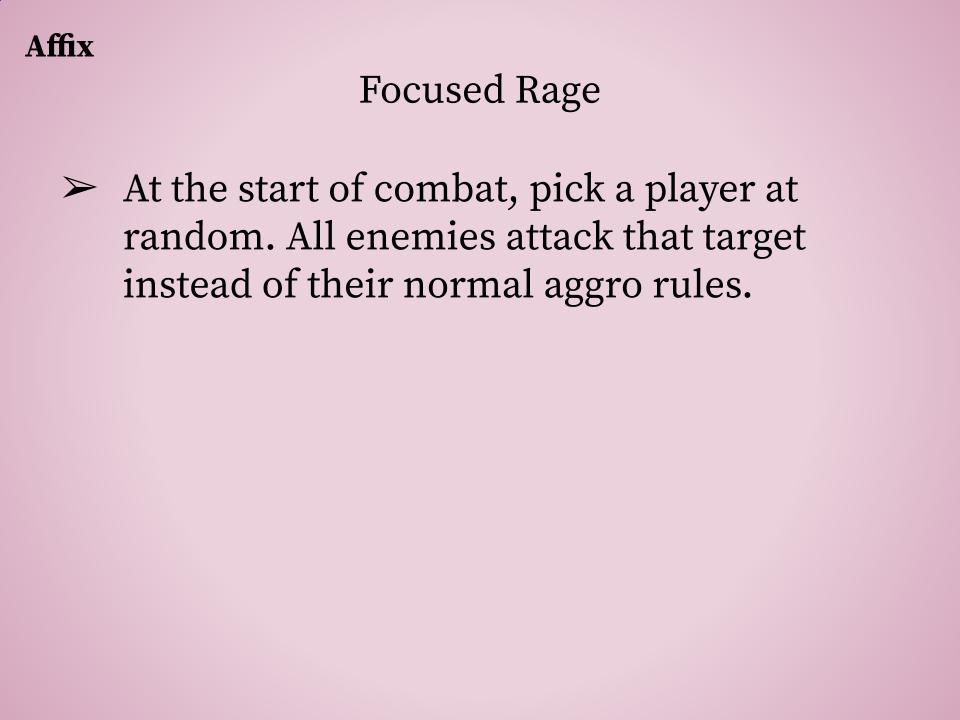 Affix
Focused Rage
➢ At the start of combat, pick a player at
random. All enemies attack that target
instead of their normal aggro rules.